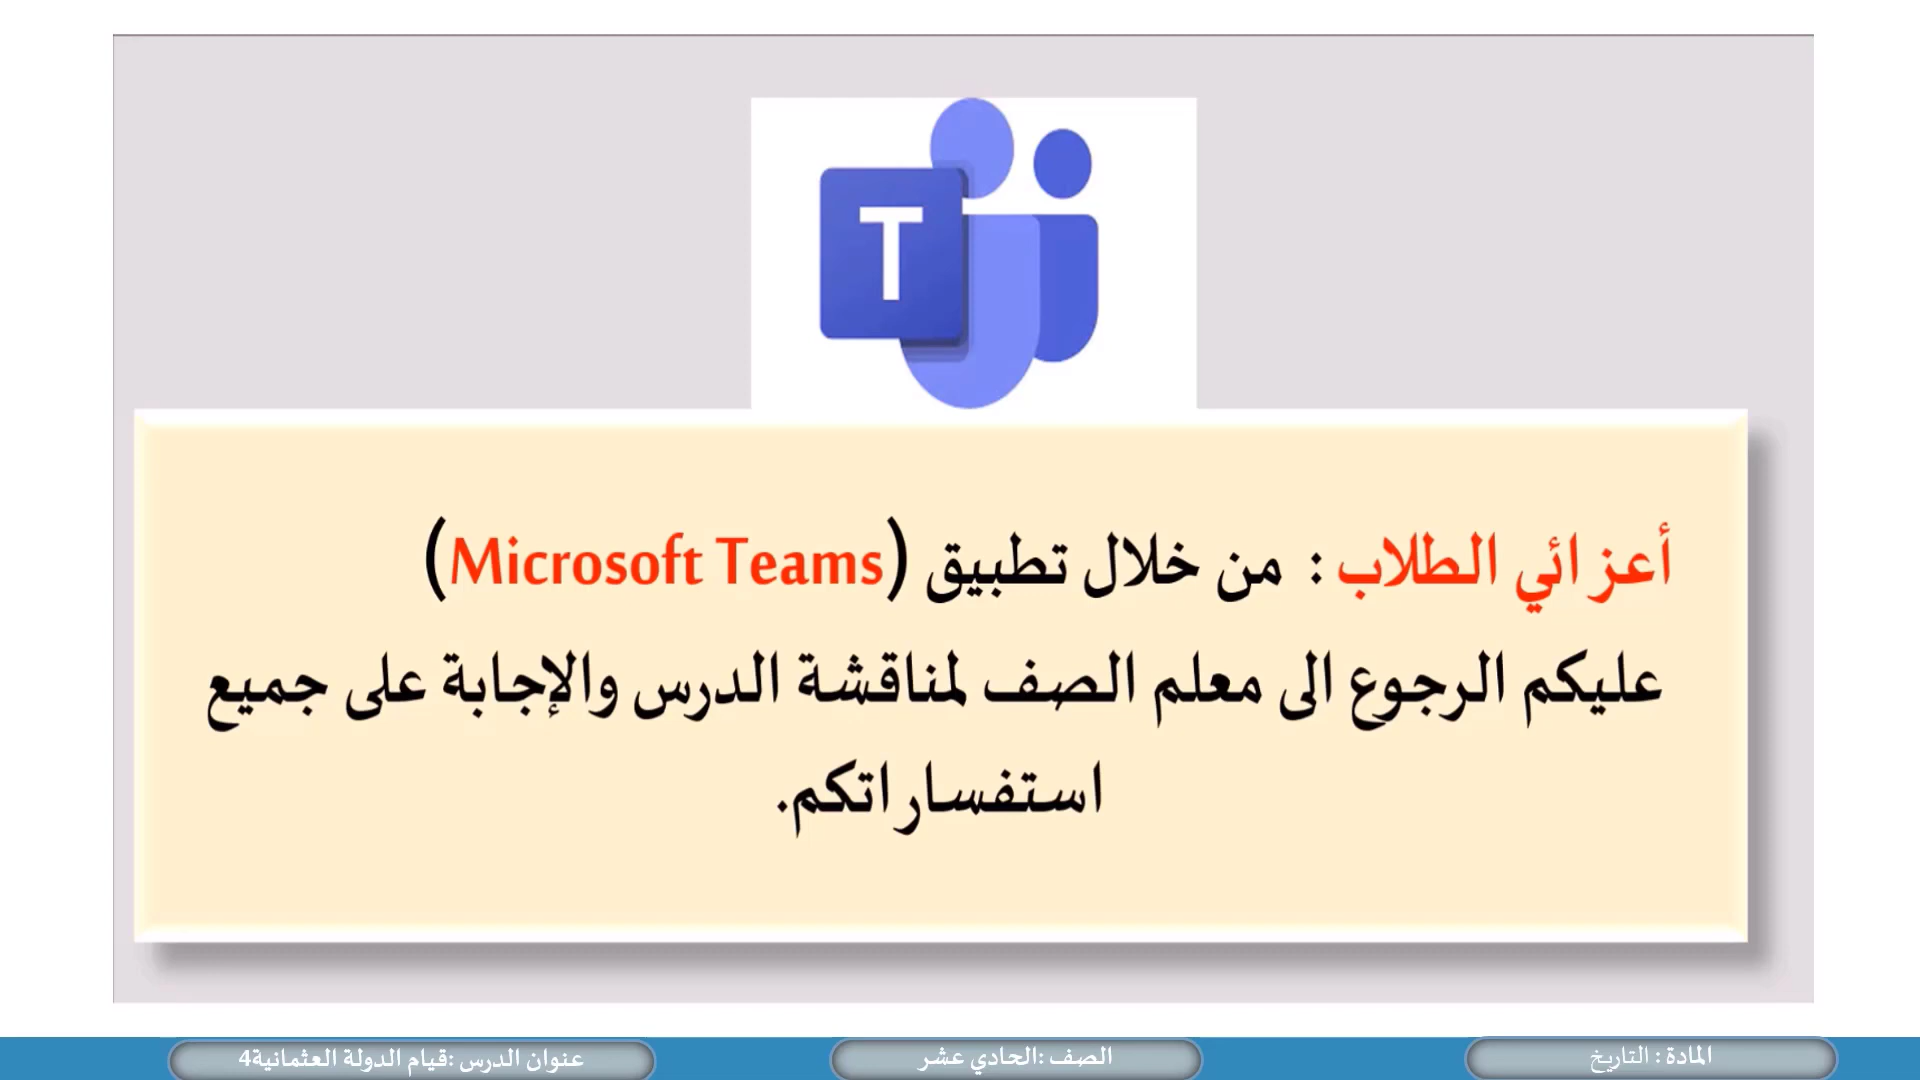 T
أعزائي الطلاب : من خلال تطبيق (Microsoft Teams)
عليكم الرجوع الى معلم الصف لمناقشة الدرس والإجابة على جميع
استفساراتكم.
المادة : التاريخ
الصف :الحادي عشر
عنوان الدرس :قيام الدولة العثمانية4